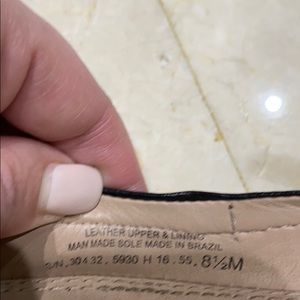 LEATHER UPPER & LINING
MAN MADE SOLE MADE IN BRAZIL
S/N. 30432. 5930 H 16.55. 8½M